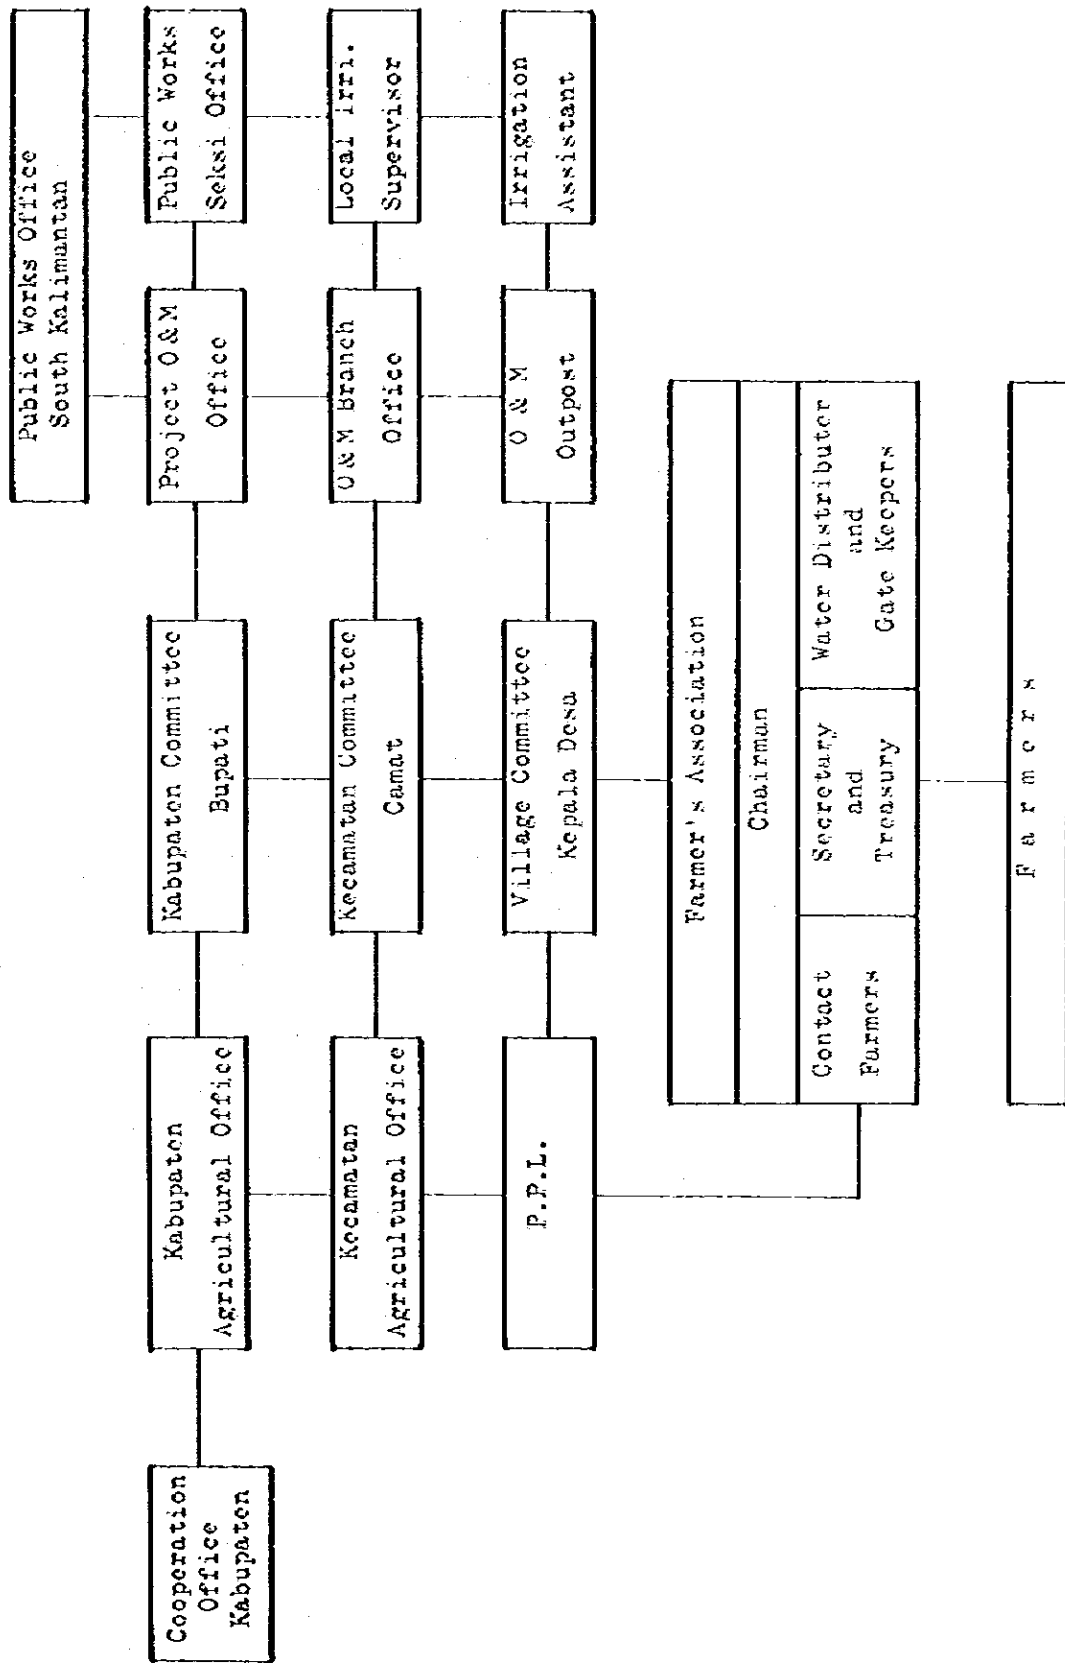 Public Works Office
South Kalimantan
Cooperation
Office
Kabupaten
Kabupaten
Agricultural Office
Kabupaten Committee
Bupati
Project O&M
Office
Public Works
Seksi Office
Kecamatan
Agricultural Office
Kecamatan Committee
Camat
O&M Branch
Office
Local Irri.
Supervisor
P.P.L.
Village Committee
Kepala Desa
O & M
Outpost
Irrigation
Assistant
Farmer's Association
Chairman
Contact
Farmers
Secretary
and
Treasury
Water Distributer
and
Gate Keepers
Farmers